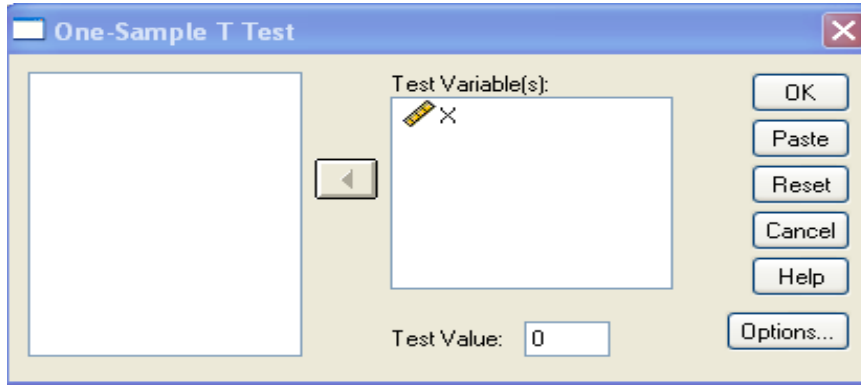 One-Sample T Test
Test Variable(s):
X
OK
Paste
Reset
Cancel
Help
Test Value: 0
Options...